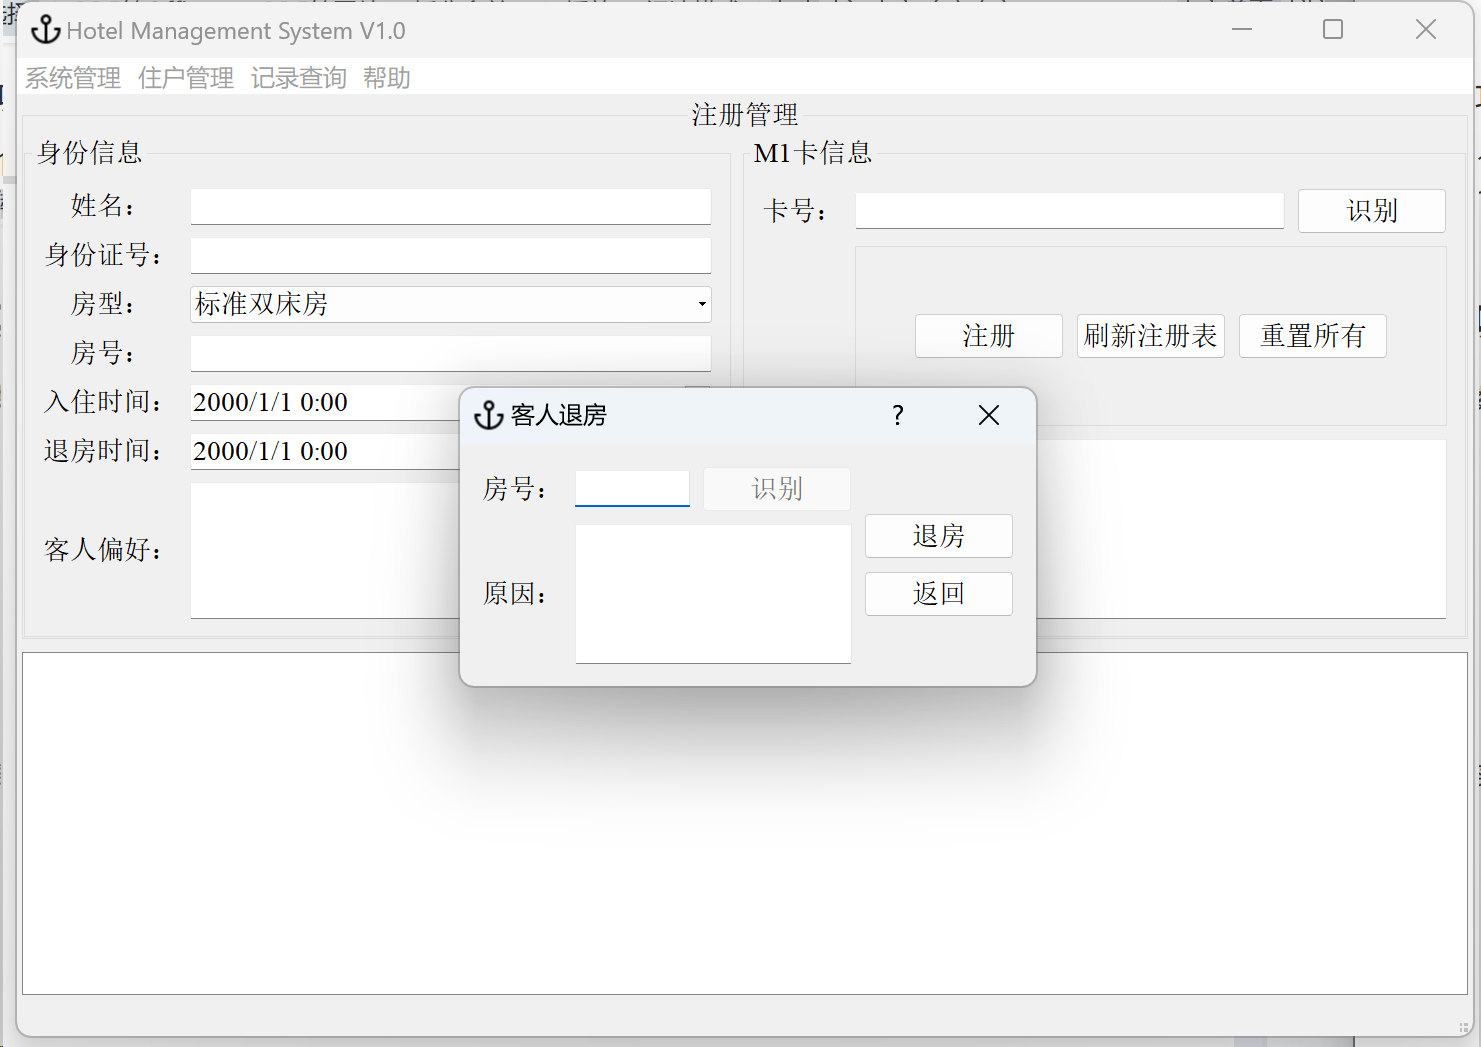 Hotel Management System V1.0
系统管理 住户管理 记录查询 帮助
注册管理
身份信息
姓名：
身份证号：
房型： 标准双床房
房号：
入住时间： 2000/1/1 0:00
退房时间： 2000/1/1 0:00
客人偏好：
M1卡信息
卡号： 识别
注册 刷新注册表 重置所有
客人退房 ?
房号： 识别
退房
原因： 返回